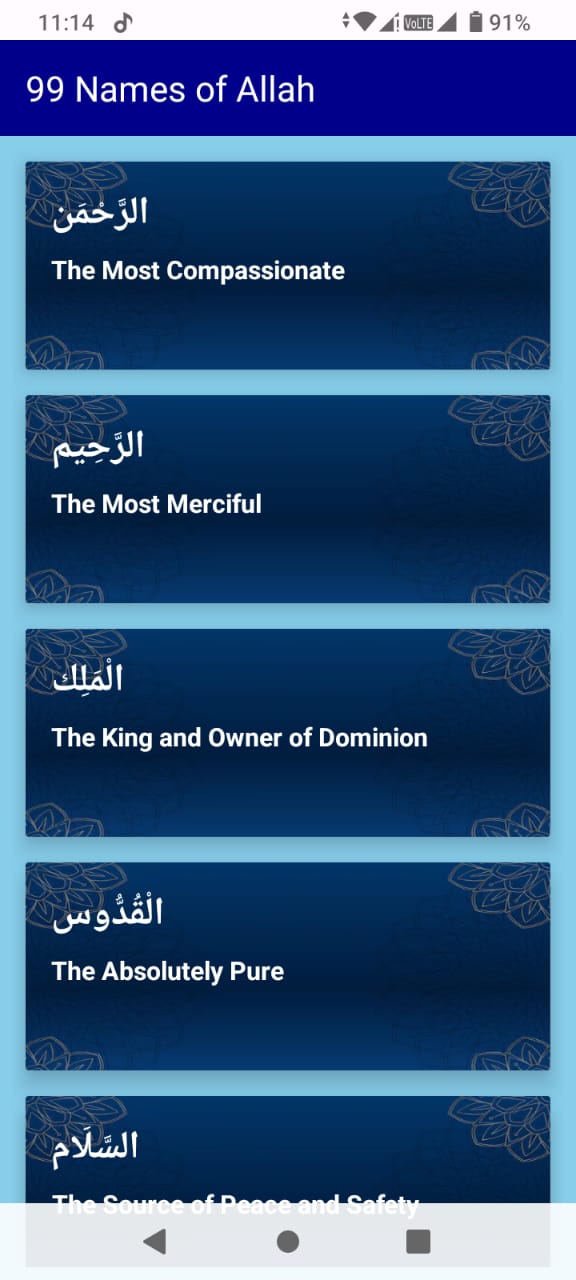 11:14
VoLTE 91%
99 Names of Allah
الرَّحْمَن
The Most Compassionate
الرَّحِيم
The Most Merciful
الْمَلِك
The King and Owner of Dominion
الْقُدُّوس
The Absolutely Pure
السَّلَام
The Source of Peace and Safety